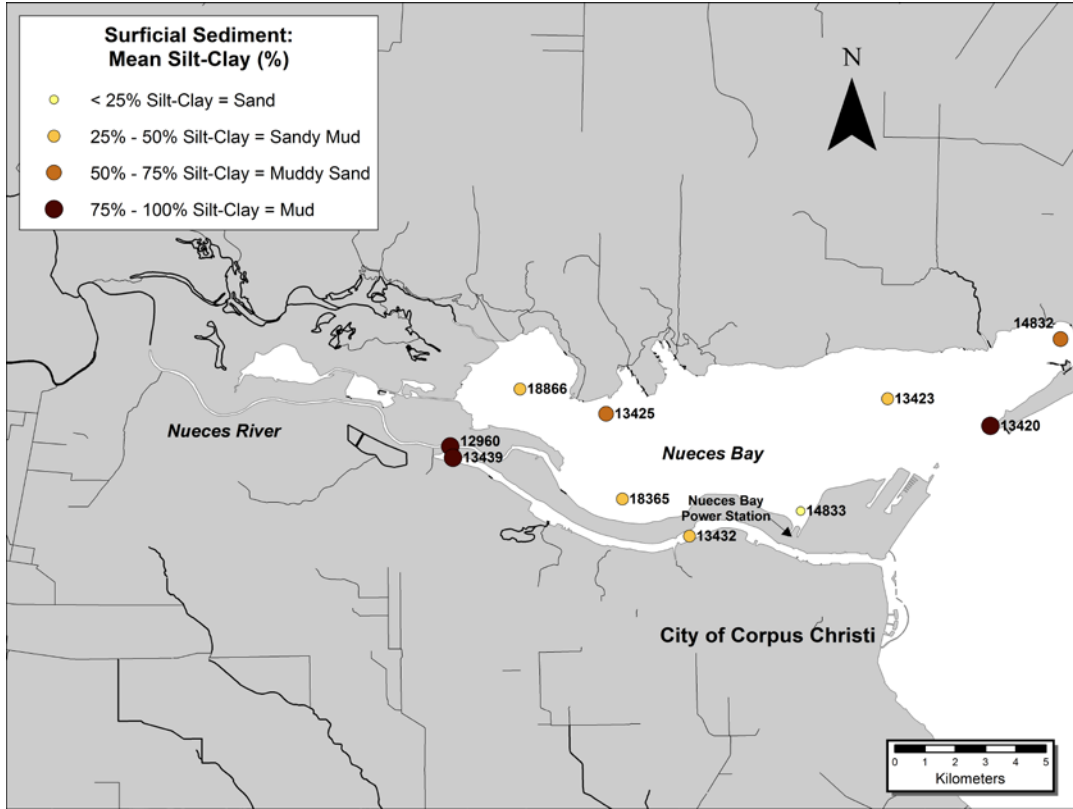 Surficial Sediment:
Mean Silt-Clay (%)
< 25% Silt-Clay = Sand
25% - 50% Silt-Clay = Sandy Mud
50% - 75% Silt-Clay = Muddy Sand
75% - 100% Silt-Clay = Mud
N
14832
18866
13425
13423
13420
Nueces River
12960
13439
Nueces Bay
18365
Nueces Bay
Power Station
14833
13432
City of Corpus Christi
0 1 2 3 4 5
Kilometers